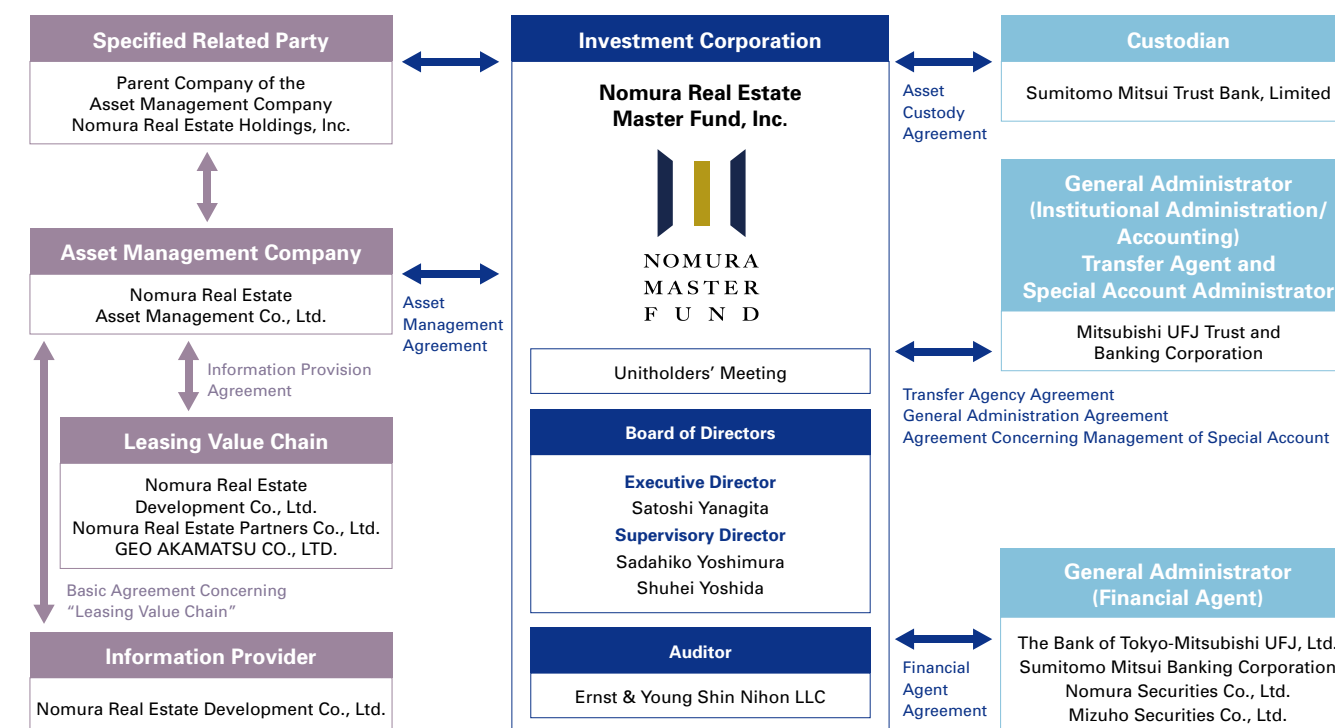 Specified Related Party
Parent Company of the
Asset Management Company
Nomura Real Estate Holdings, Inc.
Asset Management Company
Nomura Real Estate
Asset Management Co., Ltd.
Information Provision
Agreement
Leasing Value Chain
Nomura Real Estate
Development Co., Ltd.
Nomura Real Estate Partners Co., Ltd.
GEO AKAMATSU CO., LTD.
Basic Agreement Concerning
“Leasing Value Chain”
Information Provider
Nomura Real Estate Development Co., Ltd.
Asset
Management
Agreement
Investment Corporation
Nomura Real Estate
Master Fund, Inc.
NOMURA
MASTER
FUND
Unitholders’ Meeting
Board of Directors
Executive Director
Satoshi Yanagita
Supervisory Director
Sadahiko Yoshimura
Shuhei Yoshida
Auditor
Ernst & Young Shin Nihon LLC
Asset
Custody
Agreement
Custodian
Sumitomo Mitsui Trust Bank, Limited
General Administrator
(Institutional Administration/
Accounting)
Transfer Agent and
Special Account Administrator
Mitsubishi UFJ Trust and
Banking Corporation
Transfer Agency Agreement
General Administration Agreement
Agreement Concerning Management of Special Account
General Administrator
(Financial Agent)
The Bank of Tokyo-Mitsubishi UFJ, Ltd.
Sumitomo Mitsui Banking Corporation
Nomura Securities Co., Ltd.
Mizuho Securities Co., Ltd.
Financial
Agent
Agreement